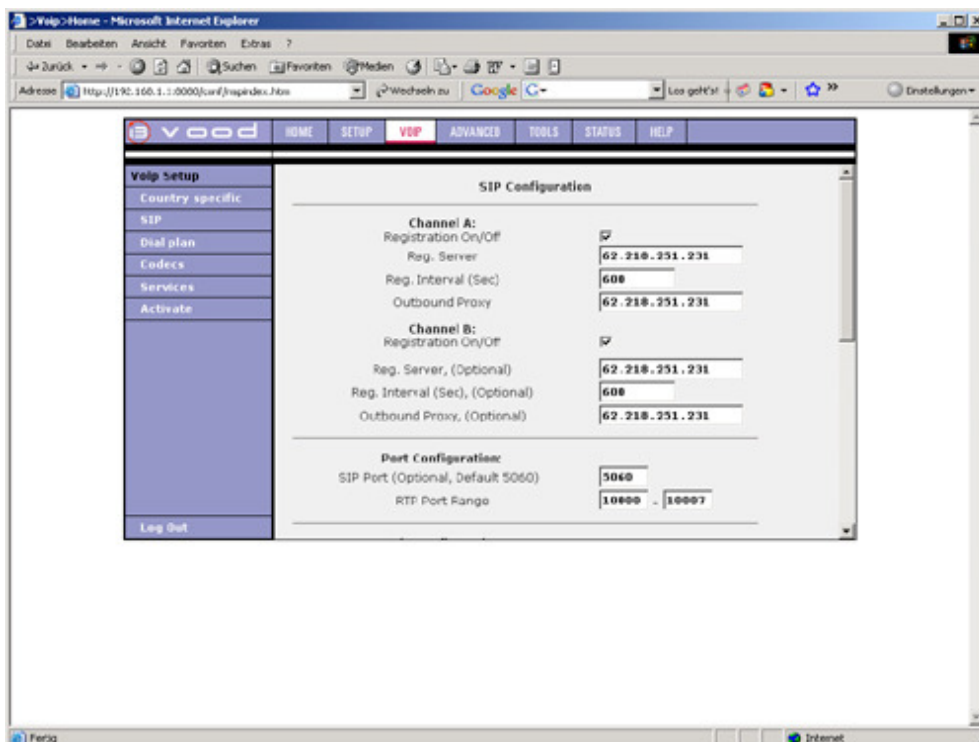 >Voip>Home - Microsoft Internet Explorer
Datei Bearbeiten Ansicht Favoriten Extras ?
Zurück Suchen Favoriten Medien
Adresse Wechseln zu Google Los geht's! Einstellungen
vood HOME SETUP VOIP ADVANCED TOOLS STATUS HELP
Voip Setup
Country specific
SIP
Dial plan
Codecs
Services
Activate
Log Out
SIP Configuration
Channel A:
Registration On/Off
Reg. Server 62.218.251.231
Reg. Interval (Sec) 600
Outbound Proxy 62.218.251.231
Channel B:
Registration On/Off
Reg. Server, (Optional) 62.218.251.231
Reg. Interval (Sec), (Optional) 600
Outbound Proxy, (Optional) 62.218.251.231
Port Configuration:
SIP Port (Optional, Default 5060) 5060
RTP Port Range 10000 - 10007
Fertig Internet